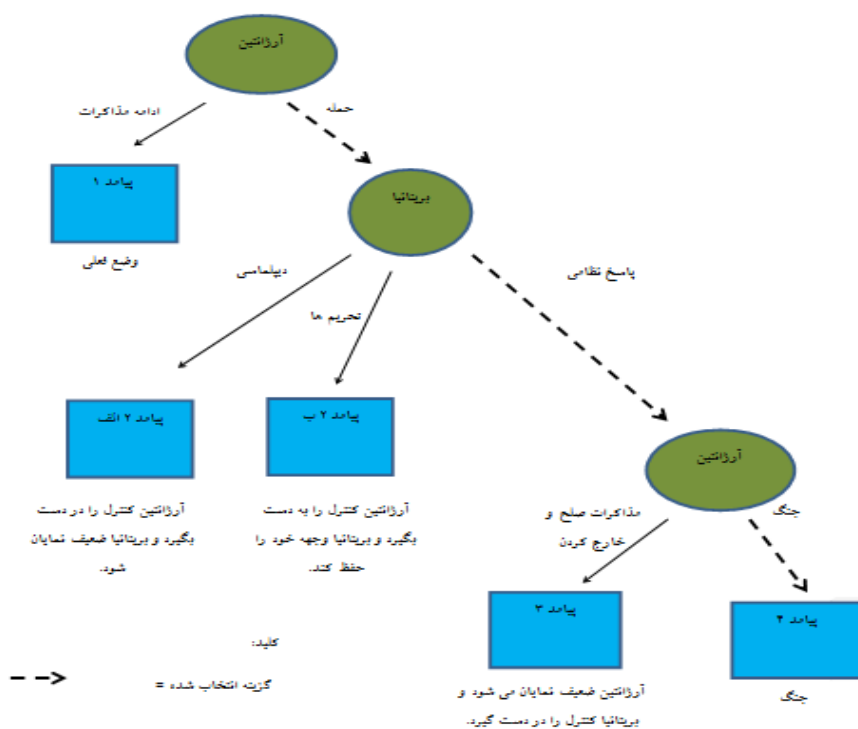 آرژانتین
ادامه مذاکرات
حمله
پیامد ۱
وضع فعلی
بریتانیا
دیپلماسی
تحریم ها
پاسخ نظامی
پیامد ۲ الف
پیامد ۲ ب
آرژانتین کنترل را در دست
بگیرد و بریتانیا ضعیف نمایان
شود.
آرژانتین کنترل را به دست
بگیرد و بریتانیا وجهه خود را
حفظ کند.
آرژانتین
مذاکرات صلح و
خارج کردن
جنگ
پیامد ۳
پیامد ۴
آرژانتین ضعیف نمایان می شود و
بریتانیا کنترل را در دست گیرد.
جنگ
کلید:
گزینه انتخاب شده =